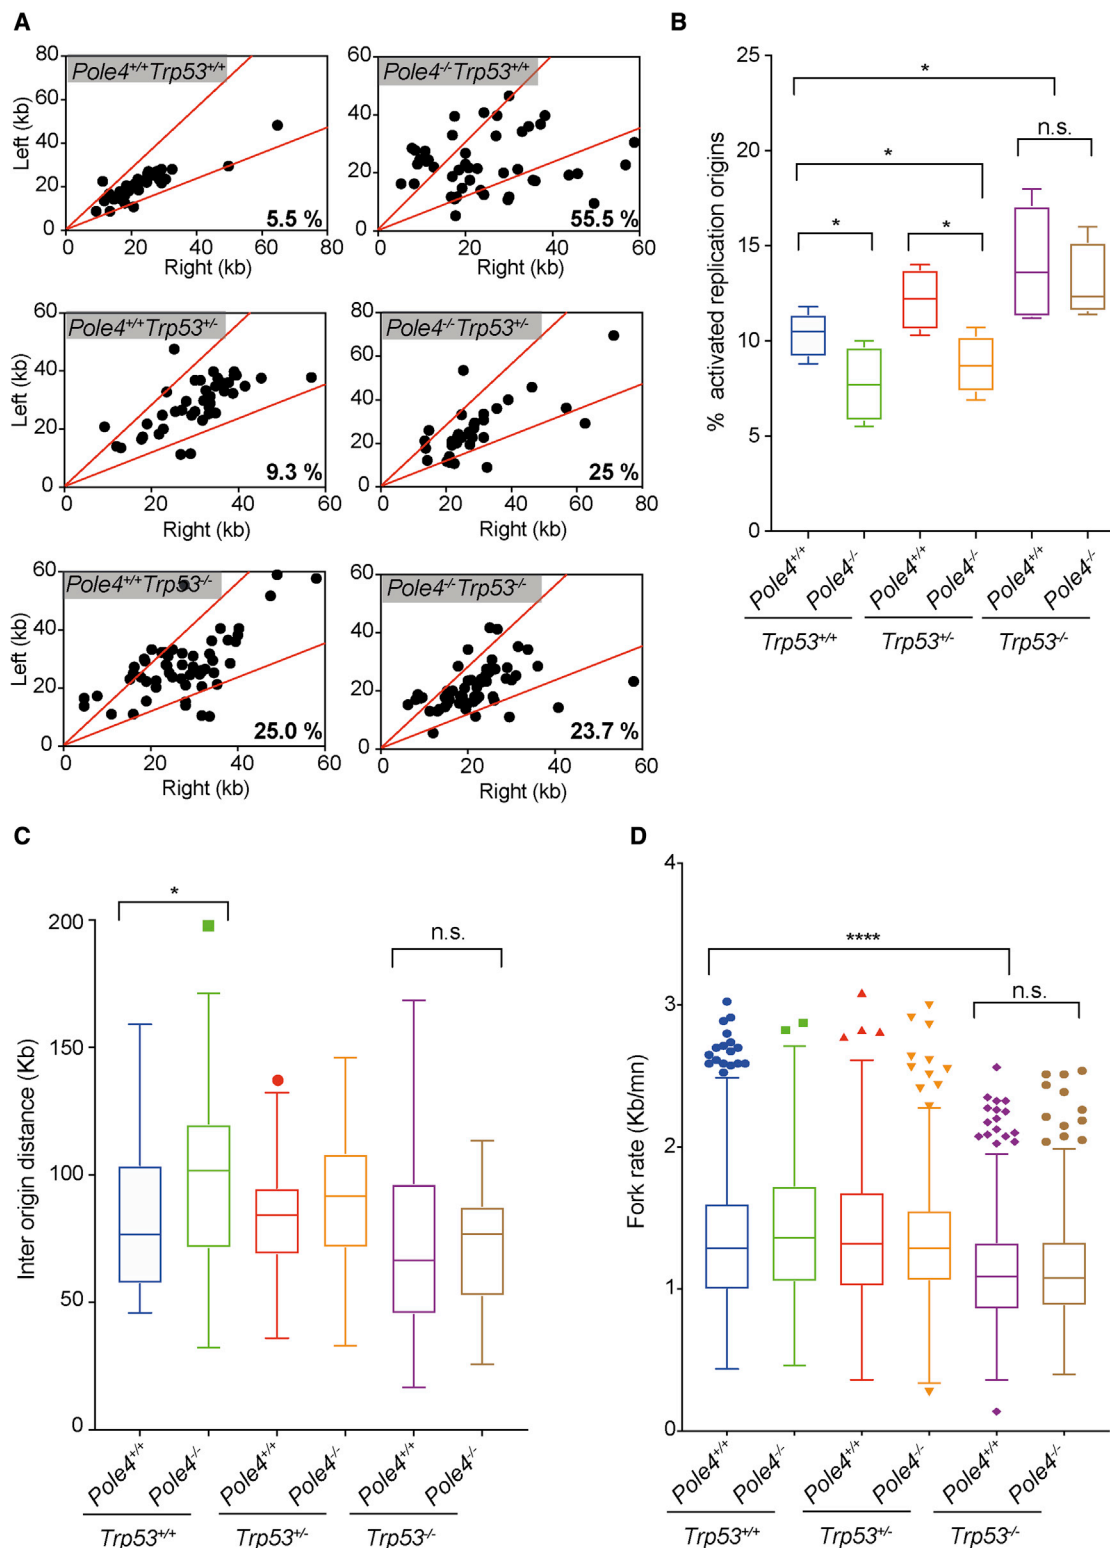 A
Pole4+/+Trp53+/+
Left (kb)
80
60
40
20
0
0 20 40 60 80
5.5 %
Right (kb)
Pole4-/-Trp53+/+
60
40
20
0
0 20 40 60
55.5 %
Right (kb)
Pole4+/+Trp53+/-
Left (kb)
60
40
20
0
0 20 40 60
9.3 %
Right (kb)
Pole4-/-Trp53+/-
80
60
40
20
0
0 20 40 60 80
25 %
Right (kb)
Pole4+/+Trp53-/-
Left (kb)
60
40
20
0
0 20 40 60
25.0 %
Right (kb)
Pole4-/-Trp53-/-
60
40
20
0
0 20 40 60
23.7 %
Right (kb)
B
% activated replication origins
25
20
15
10
5
0
*
n.s.
*
* *
Pole4+/+ Pole4-/- Pole4+/+ Pole4-/- Pole4+/+ Pole4-/-
Trp53+/+ Trp53+/- Trp53-/-
C
Inter origin distance (Kb)
200
150
100
50
0
*
n.s.
Pole4+/+ Pole4-/- Pole4+/+ Pole4-/- Pole4+/+ Pole4-/-
Trp53+/+ Trp53+/- Trp53-/-
D
Fork rate (Kb/mn)
4
3
2
1
0
****
n.s.
Pole4+/+ Pole4-/- Pole4+/+ Pole4-/- Pole4+/+ Pole4-/-
Trp53+/+ Trp53+/- Trp53-/-